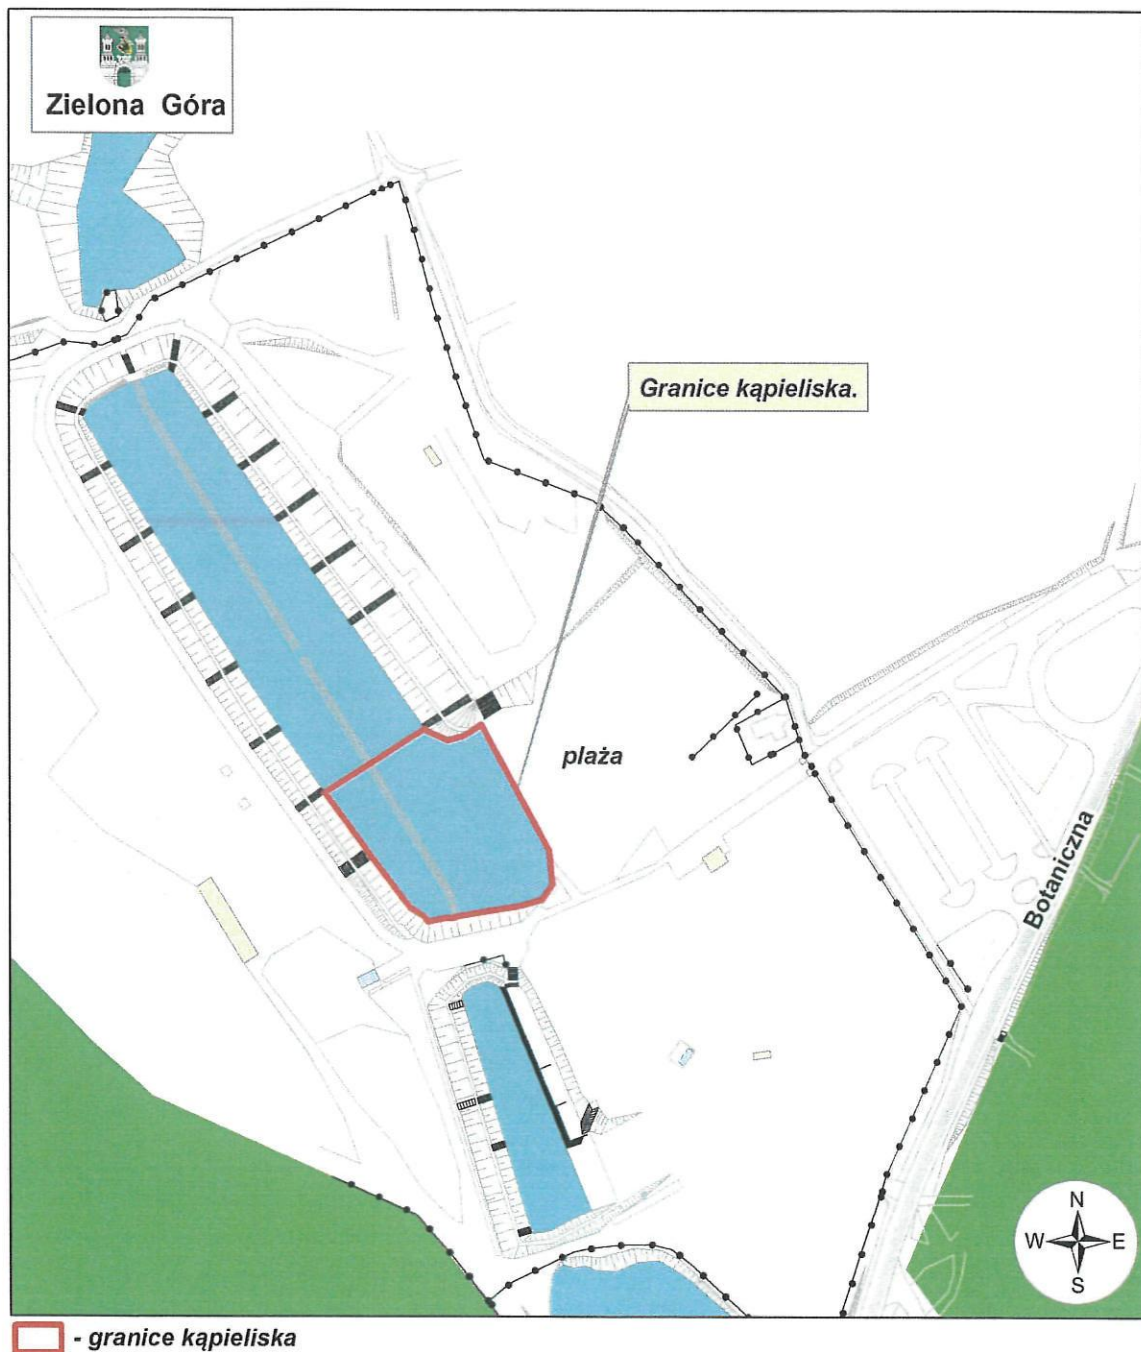 Zielona Góra
Granice kąpieliska.
plaża
Botaniczna
N
W E
S
- granice kąpieliska